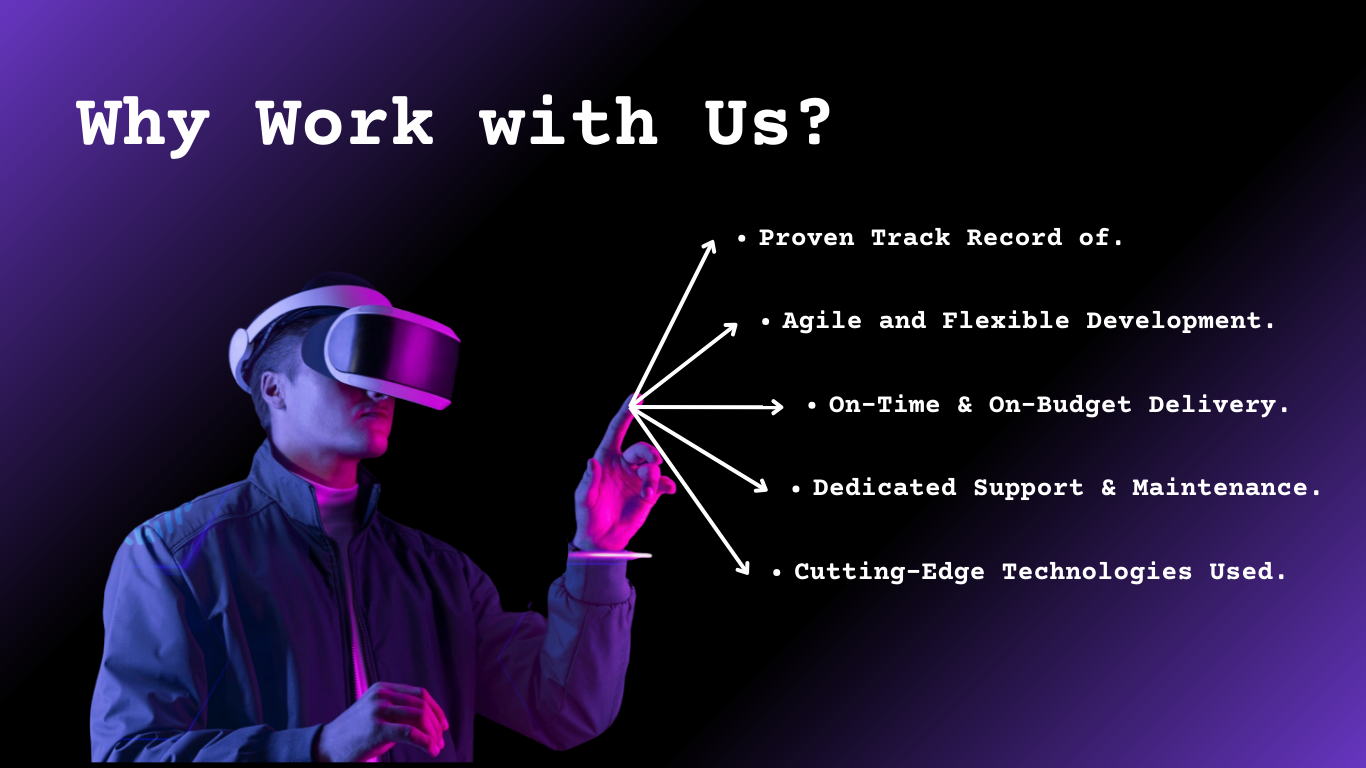 Why Work with Us?
• Proven Track Record of.
• Agile and Flexible Development.
• On-Time & On-Budget Delivery.
• Dedicated Support & Maintenance.
• Cutting-Edge Technologies Used.